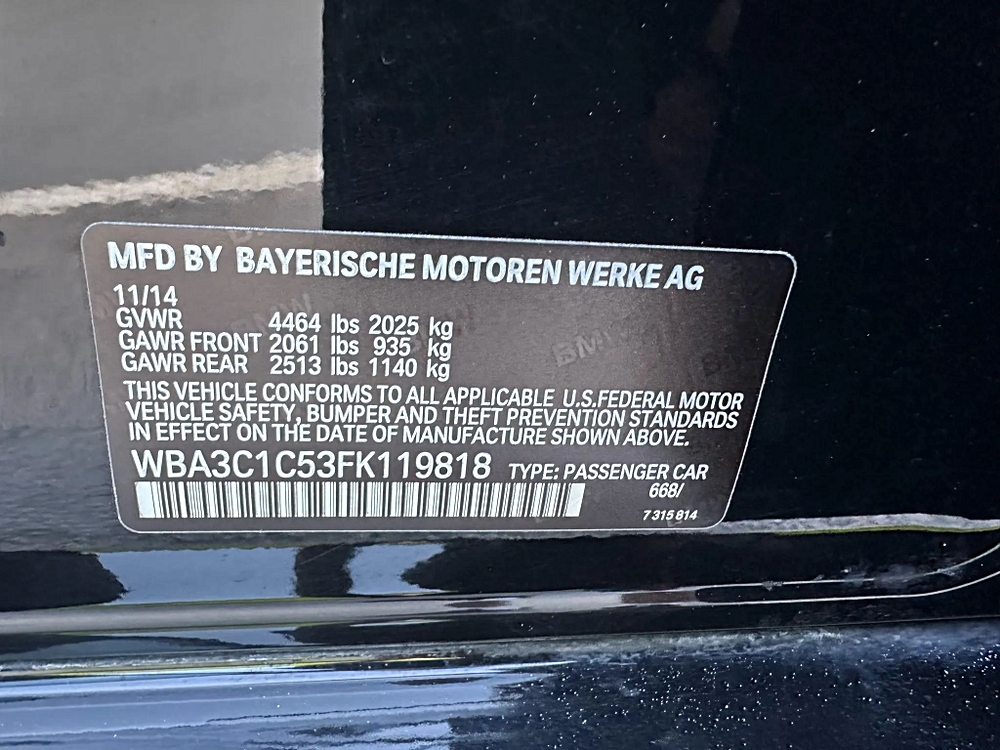 MFD BY BAYERISCHE MOTOREN WERKE AG
11/14
GVWR 4464 lbs 2025 kg
GAWR FRONT 2061 lbs 935 kg
GAWR REAR 2513 lbs 1140 kg
THIS VEHICLE CONFORMS TO ALL APPLICABLE U.S.FEDERAL MOTOR
VEHICLE SAFETY, BUMPER AND THEFT PREVENTION STANDARDS
IN EFFECT ON THE DATE OF MANUFACTURE SHOWN ABOVE.
WBA3C1C53FK119818 TYPE: PASSENGER CAR
668/
7 315 814
BMW